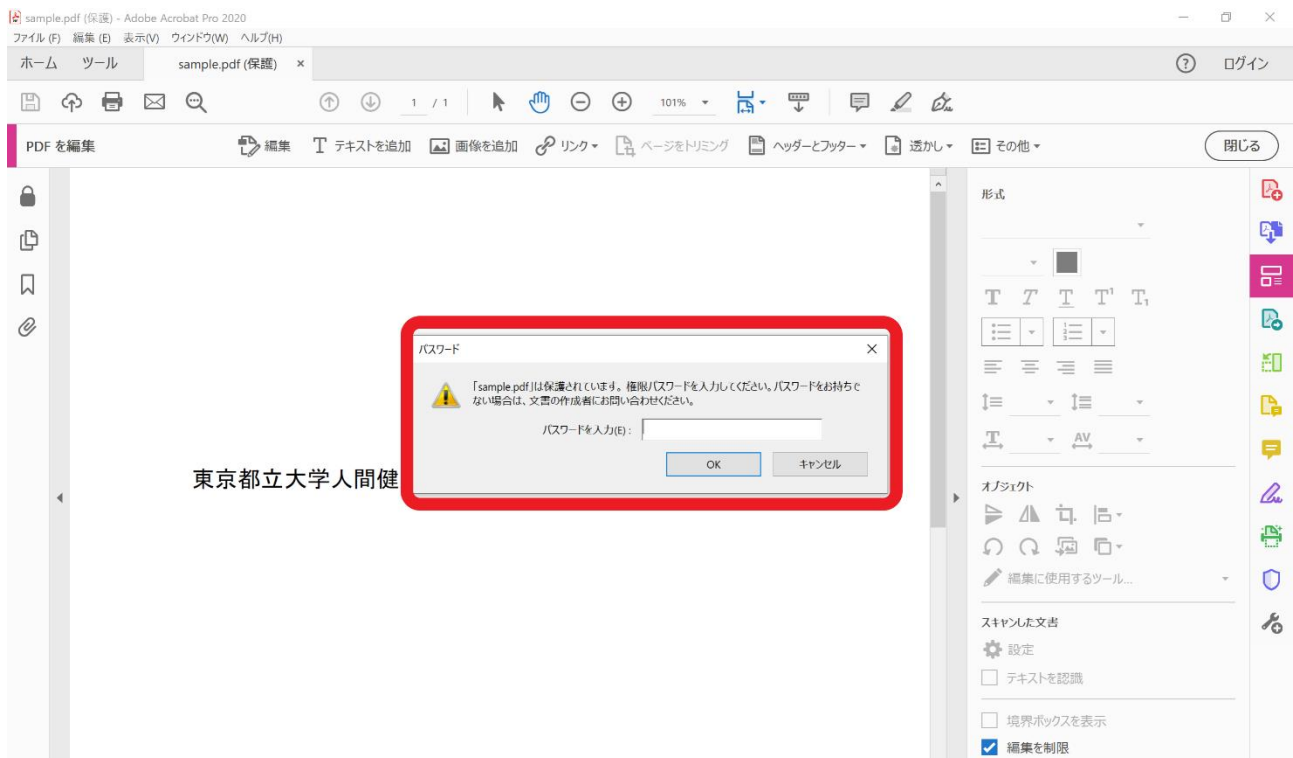 sample.pdf (保護) - Adobe Acrobat Pro 2020
ファイル(F) 編集(E) 表示(V) ウィンドウ(W) ヘルプ(H)
ホーム ツール sample.pdf (保護) × ? ログイン
1 / 1 101%
PDF を編集 編集 テキストを追加 画像を追加 リンク ページをトリミング ヘッダーとフッター 透かし その他 閉じる
形式
パスワード
「sample.pdf」は保護されています。権限パスワードを入力してください。パスワードをお持ちで
ない場合は、文書の作成者にお問い合わせください。
パスワードを入力(E):
OK キャンセル
東京都立大学人間健
オブジェクト
編集に使用するツール...
スキャンした文書
設定
テキストを認識
境界ボックスを表示
編集を制限